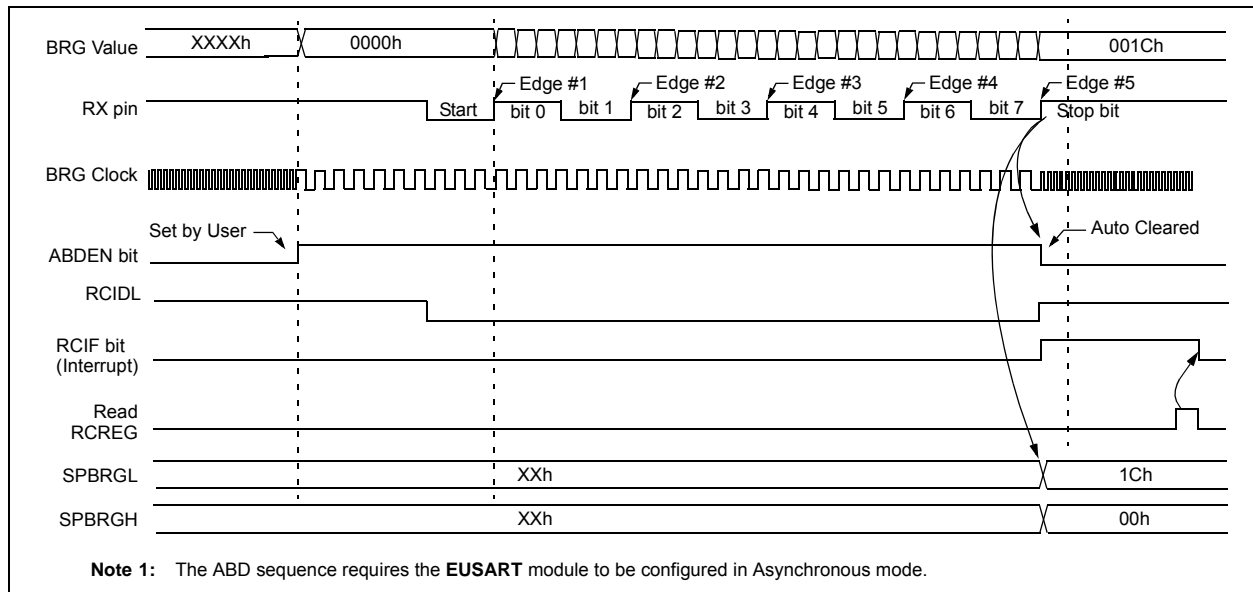 BRG Value XXXXh 0000h 001Ch
Edge #1 Edge #2 Edge #3 Edge #4 Edge #5
RX pin Start bit 0 bit 1 bit 2 bit 3 bit 4 bit 5 bit 6 bit 7 Stop bit
BRG Clock
Set by User Auto Cleared
ABDEN bit
RCIDL
RCIF bit
(Interrupt)
Read
RCREG
SPBRGL XXh 1Ch
SPBRGH XXh 00h
Note 1: The ABD sequence requires the EUSART module to be configured in Asynchronous mode.